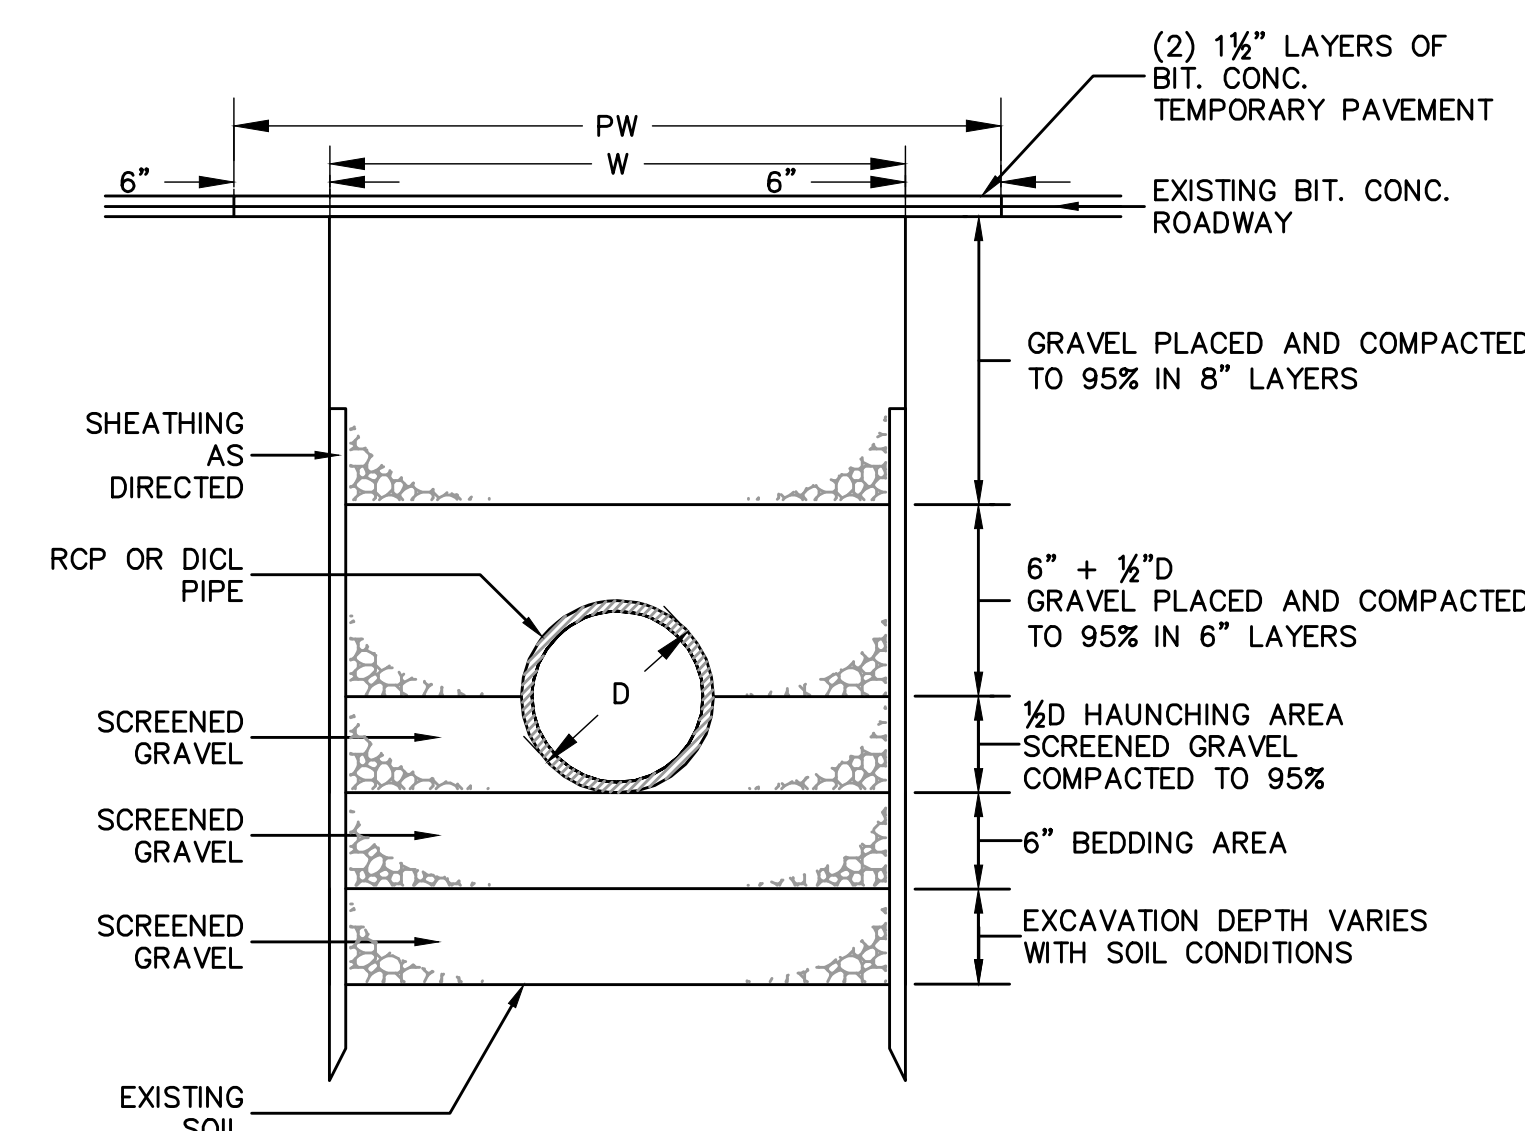 (2) 1½” LAYERS OF
BIT. CONC.
TEMPORARY PAVEMENT
PW
W
6”
6”
EXISTING BIT. CONC.
ROADWAY
GRAVEL PLACED AND COMPACTED
TO 95% IN 8” LAYERS
SHEATHING
AS
DIRECTED
RCP OR DICL
PIPE
6” + ½”D
GRAVEL PLACED AND COMPACTED
TO 95% IN 6” LAYERS
D
SCREENED
GRAVEL
½D HAUNCHING AREA
SCREENED GRAVEL
COMPACTED TO 95%
SCREENED
GRAVEL
6” BEDDING AREA
SCREENED
GRAVEL
EXCAVATION DEPTH VARIES
WITH SOIL CONDITIONS
EXISTING
SOIL